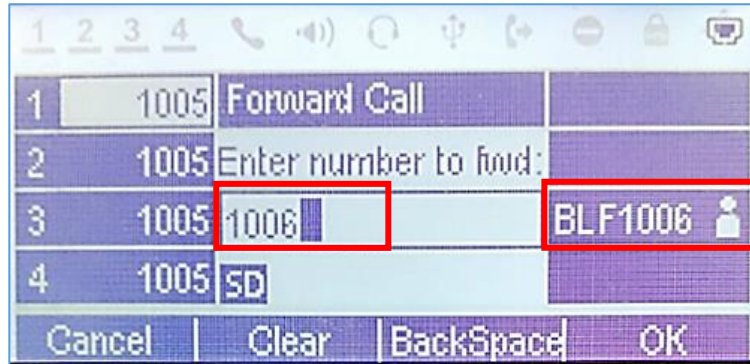 1 2 3 4
1 1005 Forward Call
2 1005 Enter number to fwd:
3 1005 1006 BLF1006
4 1005 SD
Cancel Clear BackSpace OK